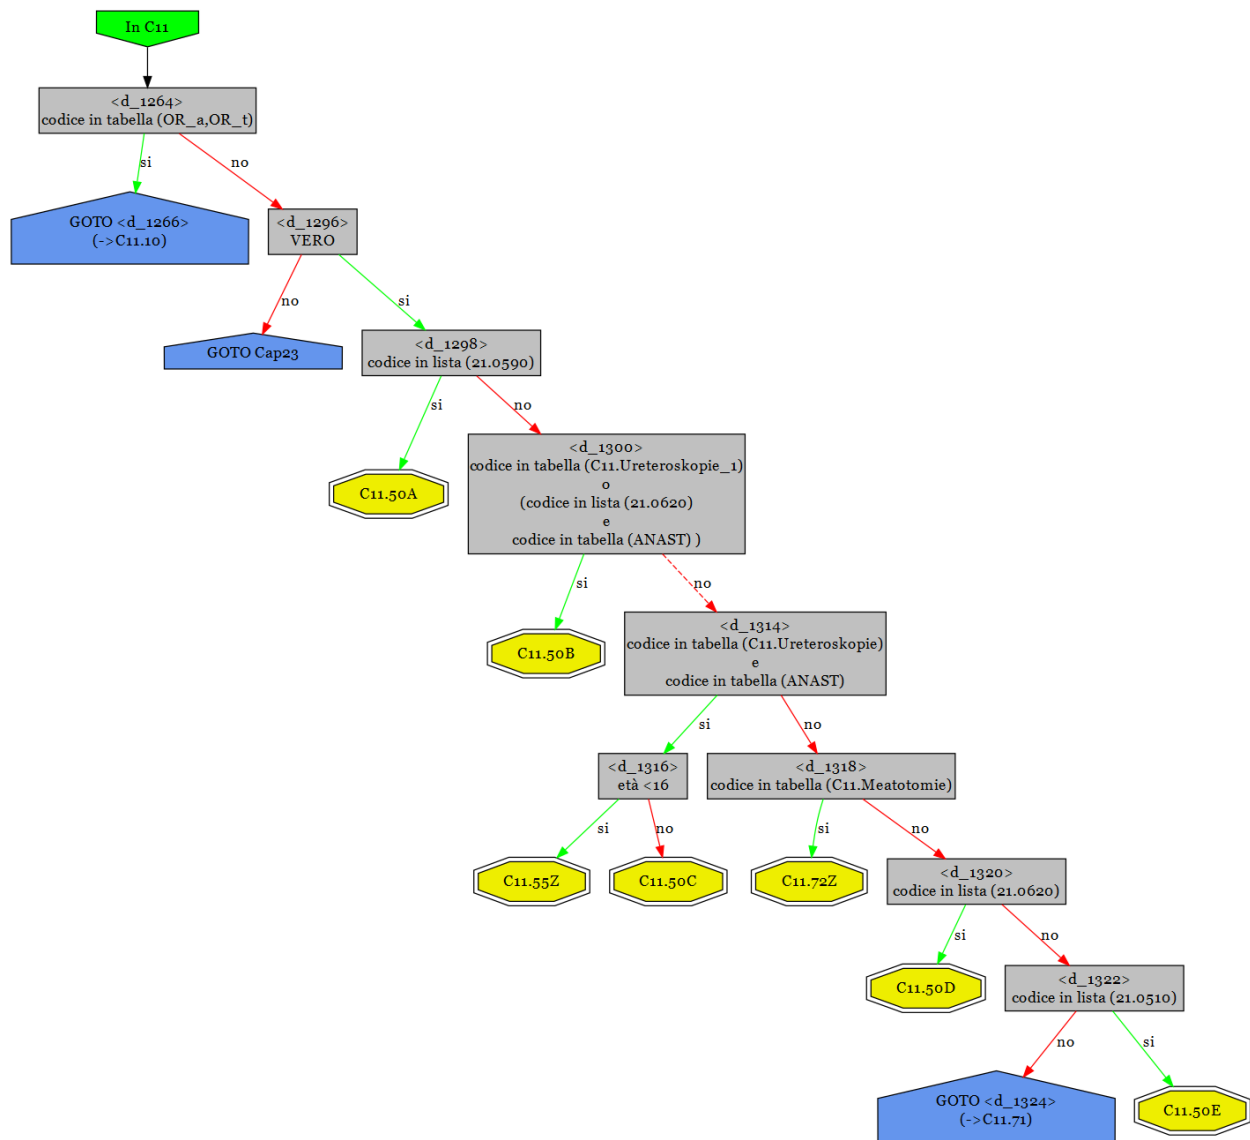 In C11
<d_1264>
codice in tabella (OR_a,OR_t)
si
no
GOTO <d_1266>
(->C11.10)
<d_1296>
VERO
no
si
GOTO Cap23
<d_1298>
codice in lista (21.0590)
si
no
C11.50A
<d_1300>
codice in tabella (C11.Ureteroskopie_1)
o
(codice in lista (21.0620)
e
codice in tabella (ANAST) )
si
no
C11.50B
<d_1314>
codice in tabella (C11.Ureteroskopie)
e
codice in tabella (ANAST)
si
no
<d_1316>
età <16
<d_1318>
codice in tabella (C11.Meatotomie)
si
no
si
no
C11.55Z
C11.50C
C11.72Z
<d_1320>
codice in lista (21.0620)
si
no
C11.50D
<d_1322>
codice in lista (21.0510)
no
si
GOTO <d_1324>
(->C11.71)
C11.50E